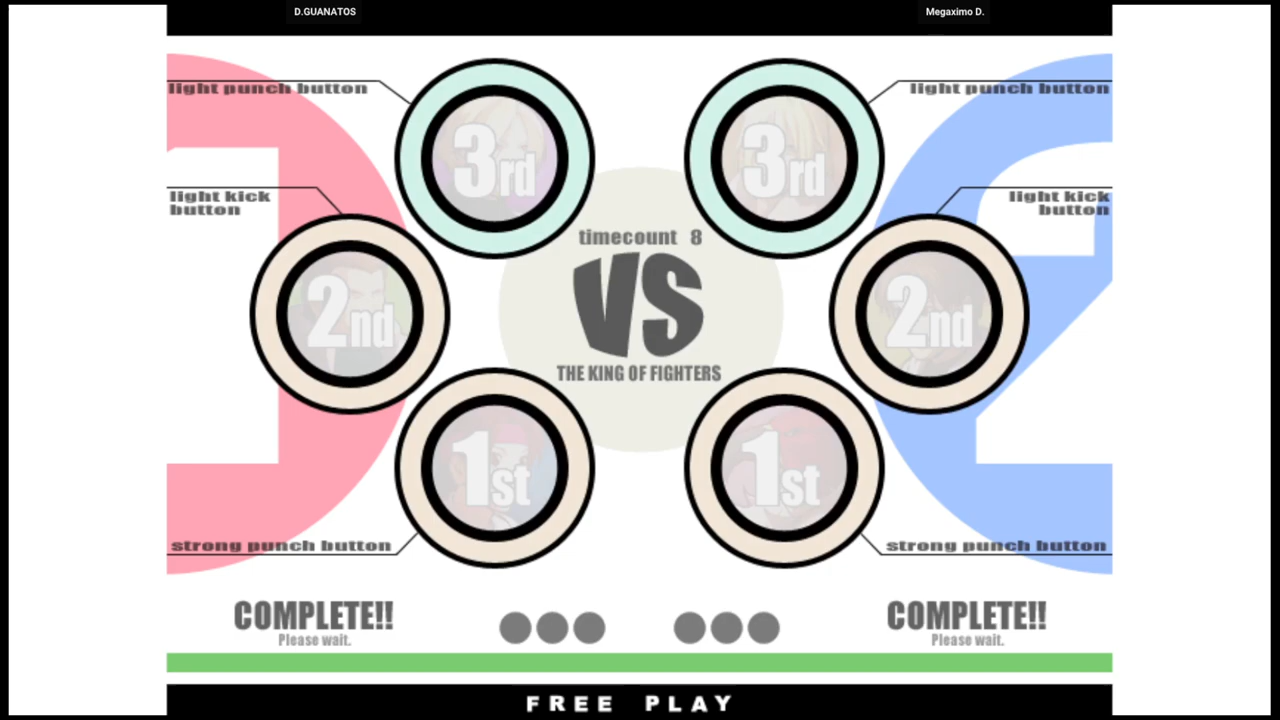 D.GUANATOS
Megaximo D.
light punch button
light punch button
3rd
3rd
light kick
button
light kick
button
timecount 8
2nd
VS
2nd
THE KING OF FIGHTERS
1st
1st
strong punch button
strong punch button
COMPLETE!!
Please wait.
COMPLETE!!
Please wait.
FREE PLAY